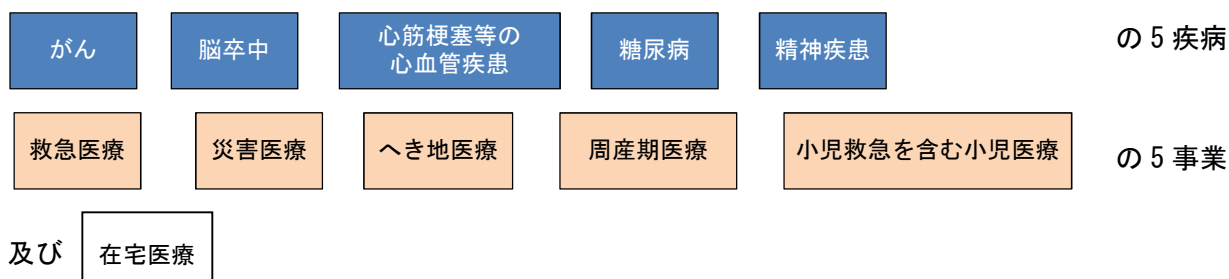 がん 脳卒中 心筋梗塞等の心血管疾患 糖尿病 精神疾患 の5疾病
救急医療 災害医療 へき地医療 周産期医療 小児救急を含む小児医療 の5事業
及び 在宅医療